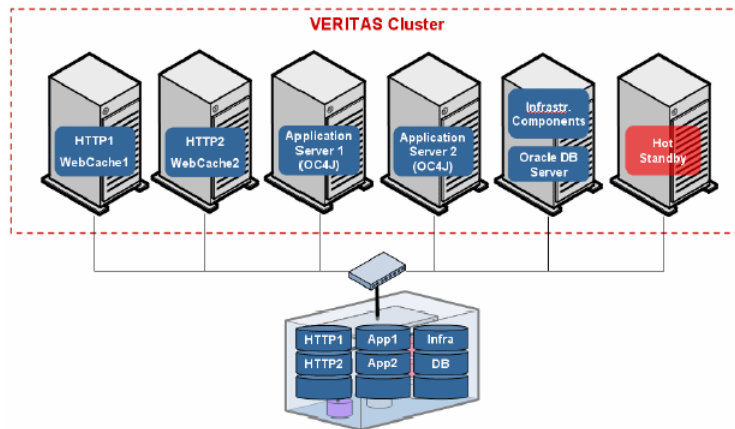 VERITAS Cluster
HTTP1
WebCache1
HTTP2
WebCache2
Application
Server 1
(OC4J)
Application
Server 2
(OC4J)
Infrastr.
Components
Oracle DB
Server
Hot
Standby
HTTP1
App1
Infra
HTTP2
App2
DB